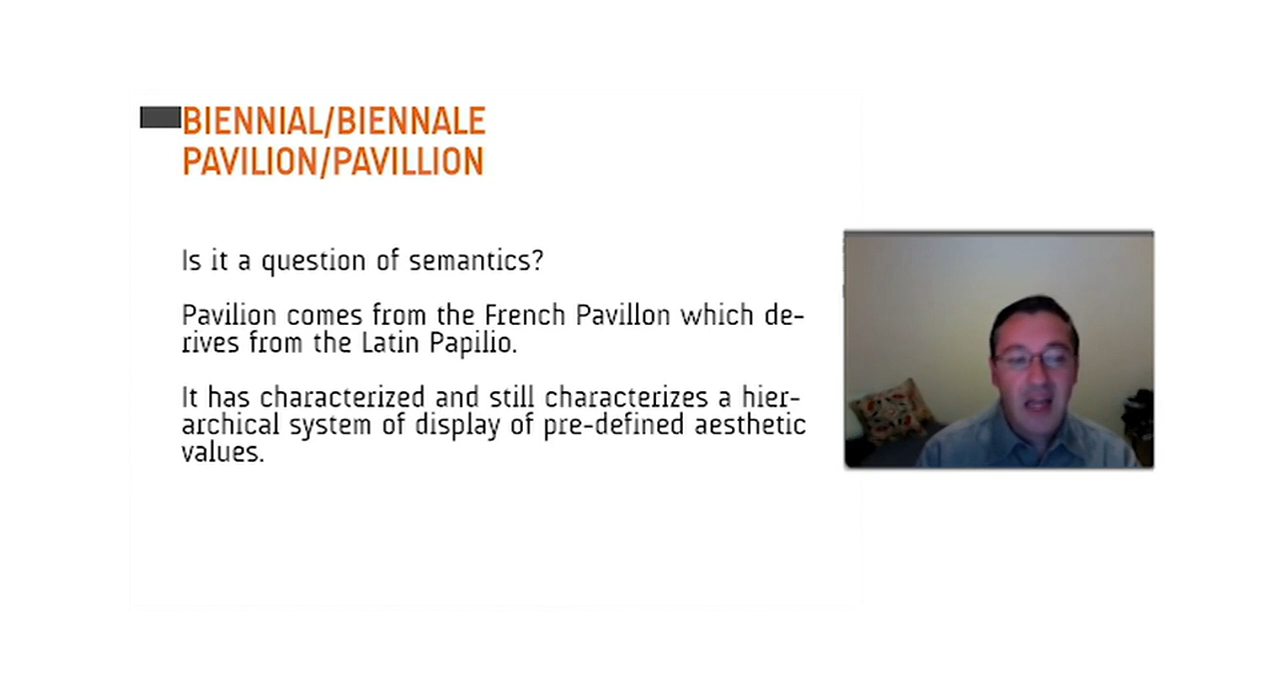 BIENNIAL/BIENNALE
PAVILION/PAVILLION
Is it a question of semantics?
Pavilion comes from the French Pavillon which de-
rives from the Latin Papilio.
It has characterized and still characterizes a hier-
archical system of display of pre-defined aesthetic
values.